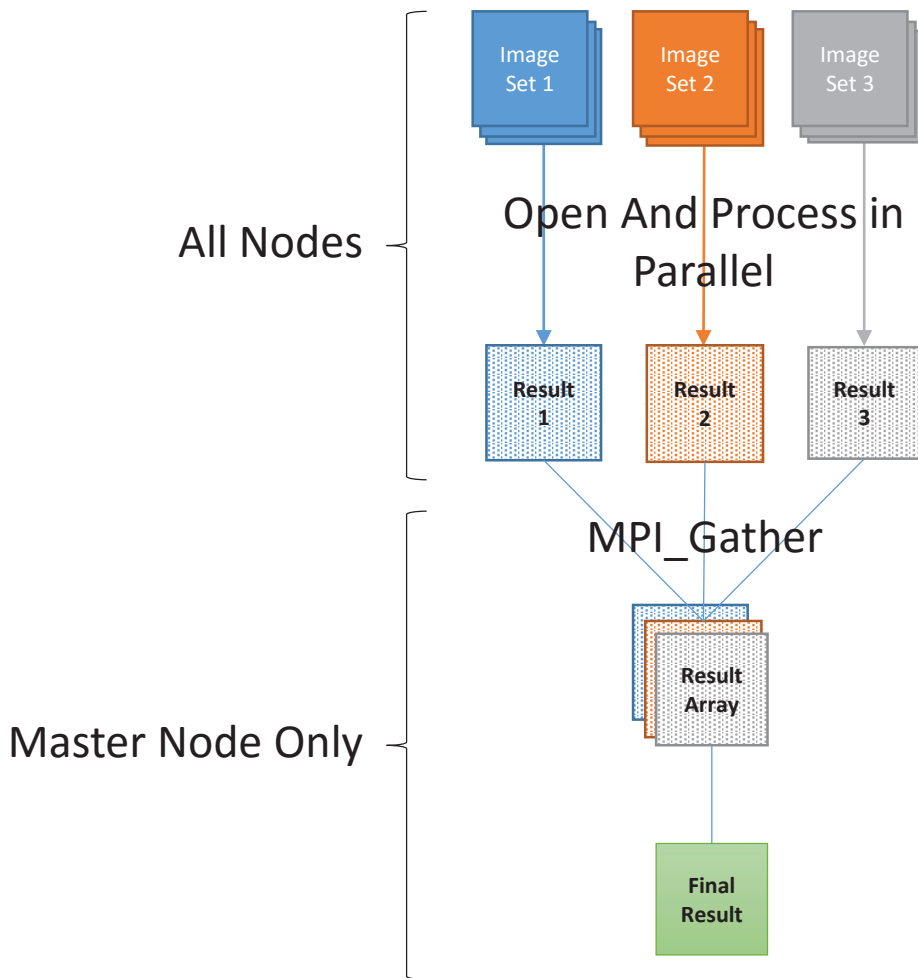 Image
Set 1
Image
Set 2
Image
Set 3
All Nodes
Open And Process in
Parallel
Result
1
Result
2
Result
3
MPI_Gather
Master Node Only
Result
Array
Final
Result